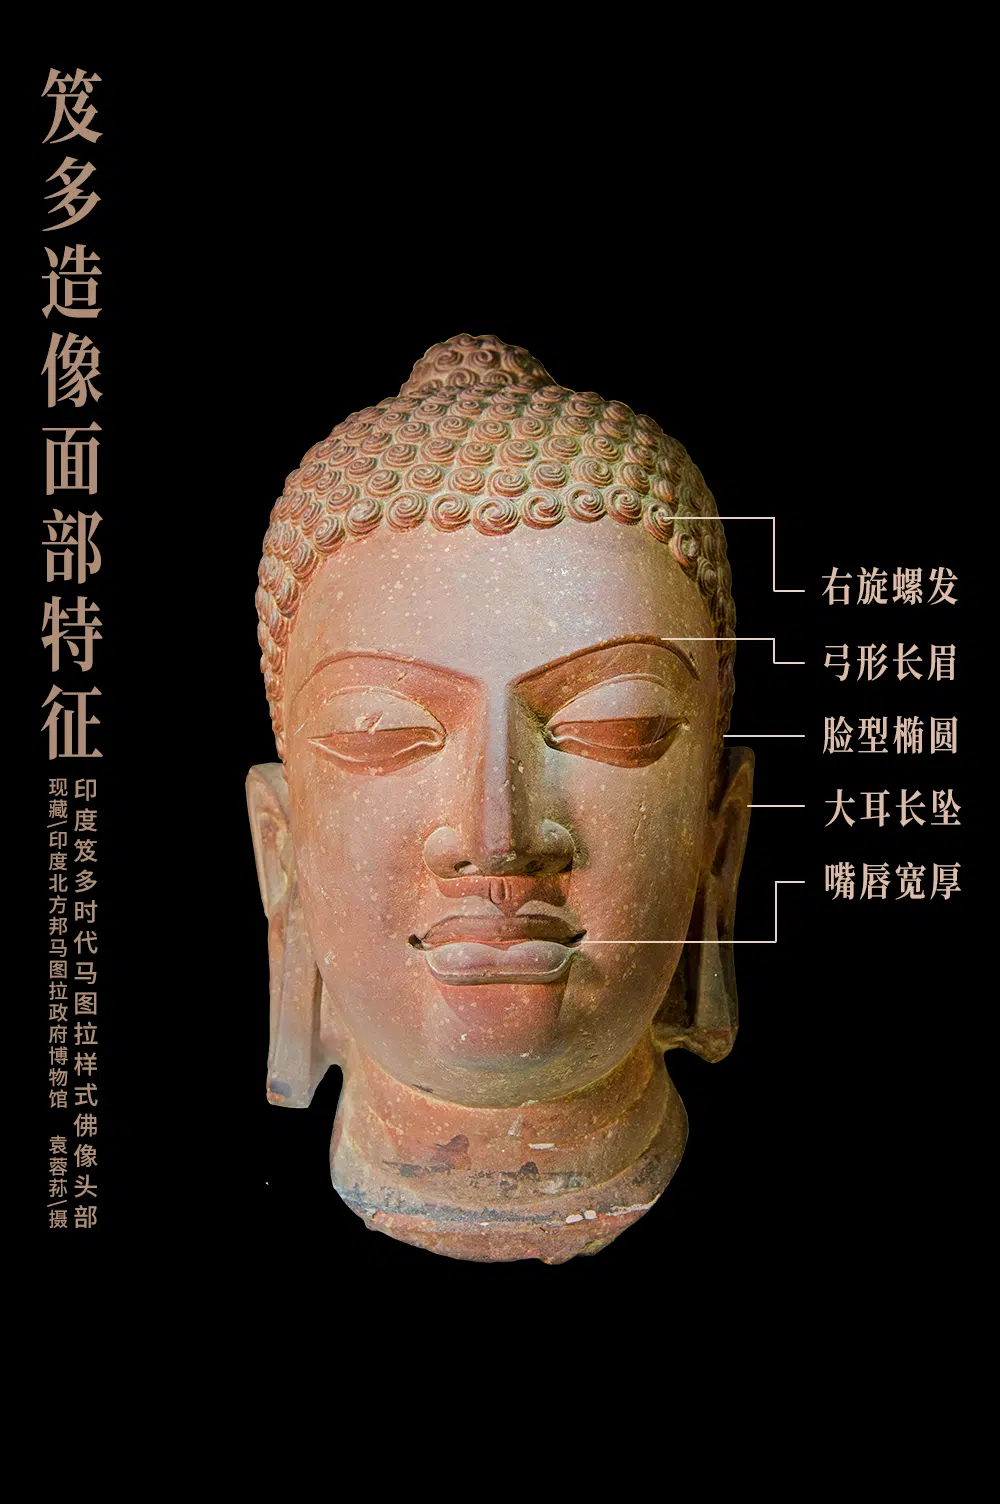 笈多造像面部特征
印度笈多时代马图拉样式佛像头部
现藏/印度北方邦马图拉政府博物馆 袁蓉荪/摄
右旋螺发
弓形长眉
脸型椭圆
大耳长坠
嘴唇宽厚